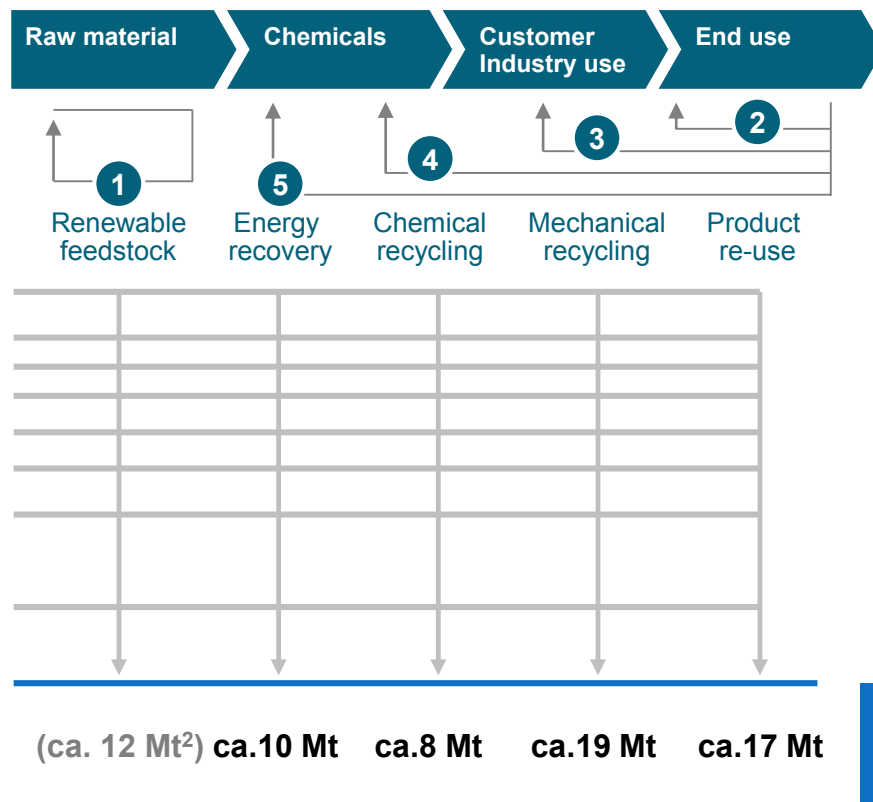 Raw material
Chemicals
Customer
Industry use
End use
1
5
4
3
2
Renewable
feedstock
Energy
recovery
Chemical
recycling
Mechanical
recycling
Product
re-use
(ca. 12 Mt²)
ca.10 Mt
ca.8 Mt
ca.19 Mt
ca.17 Mt